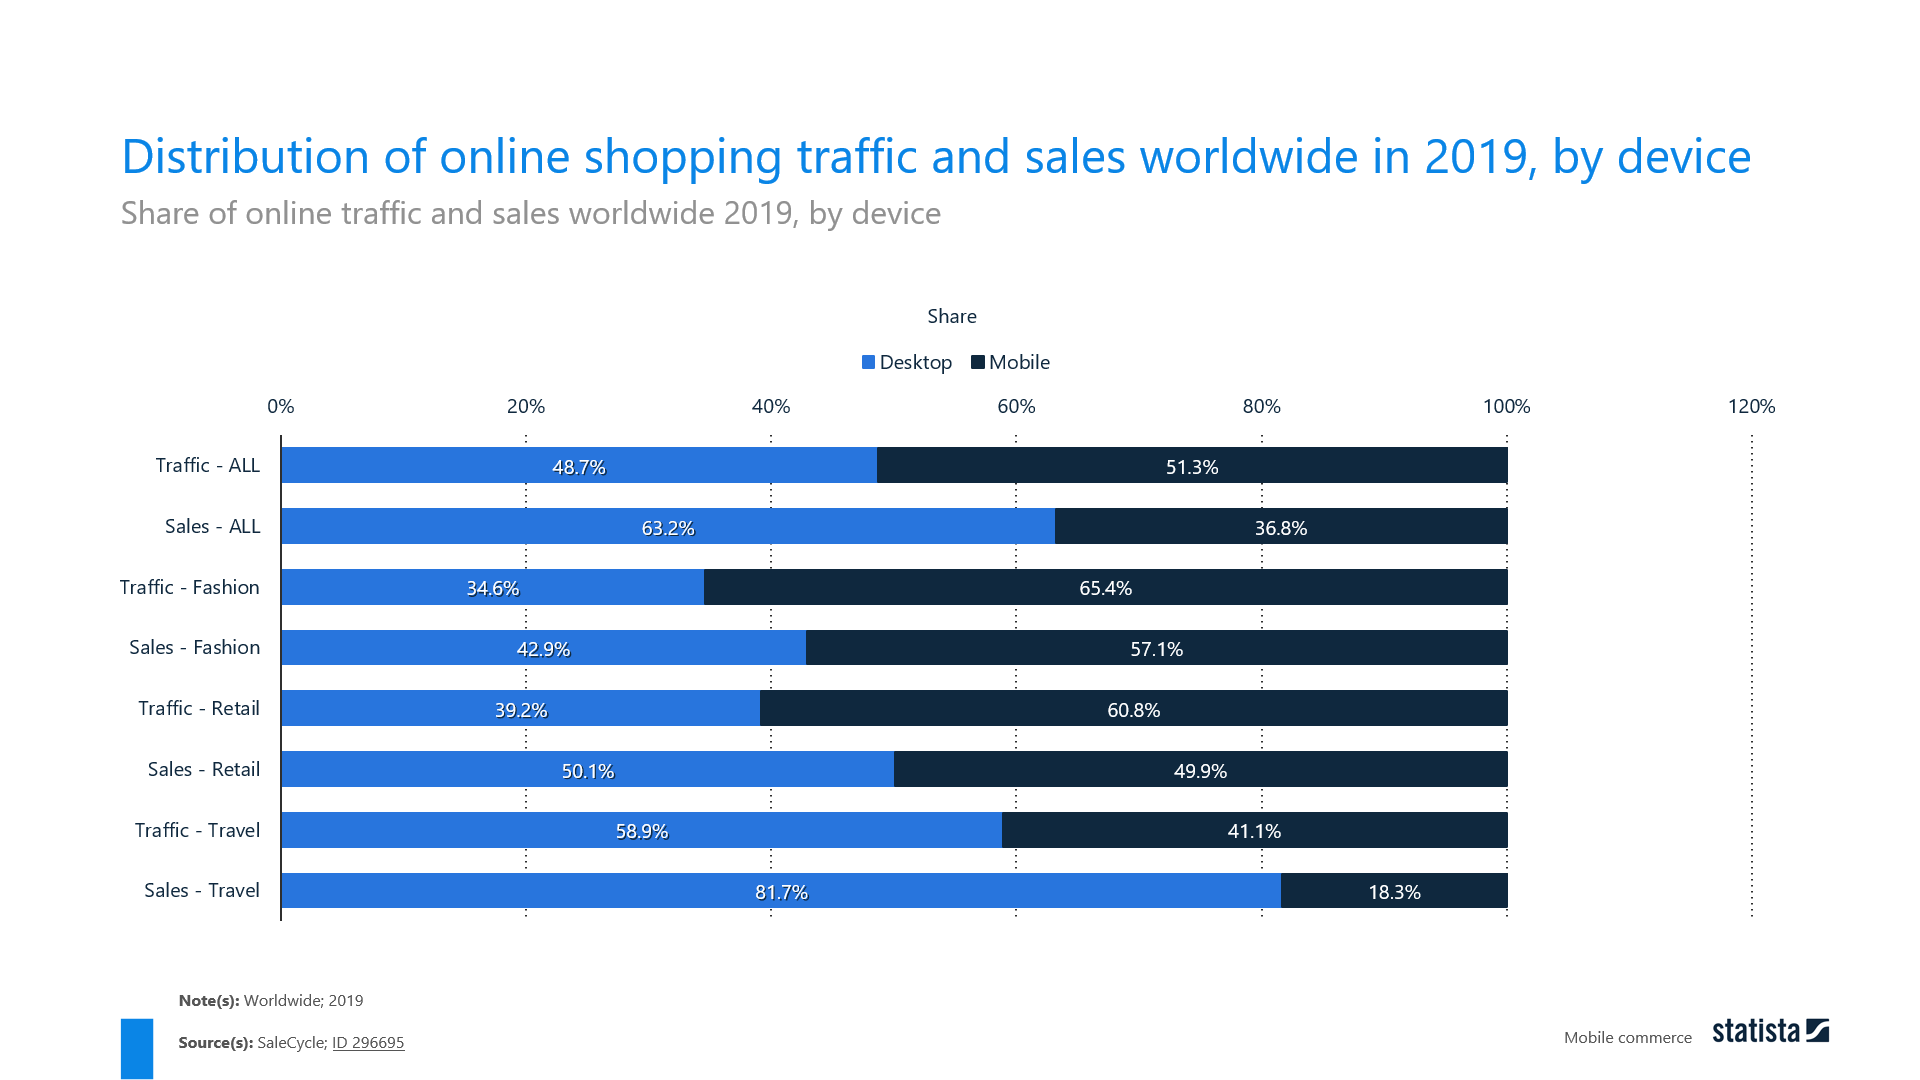 Distribution of online shopping traffic and sales worldwide in 2019, by device
Share of online traffic and sales worldwide 2019, by device
Share
Desktop Mobile
0% 20% 40% 60% 80% 100% 120%
Traffic - ALL 48.7% 51.3%
Sales - ALL 63.2% 36.8%
Traffic - Fashion 34.6% 65.4%
Sales - Fashion 42.9% 57.1%
Traffic - Retail 39.2% 60.8%
Sales - Retail 50.1% 49.9%
Traffic - Travel 58.9% 41.1%
Sales - Travel 81.7% 18.3%
Note(s): Worldwide; 2019
Source(s): SaleCycle; ID 296695
Mobile commerce statista